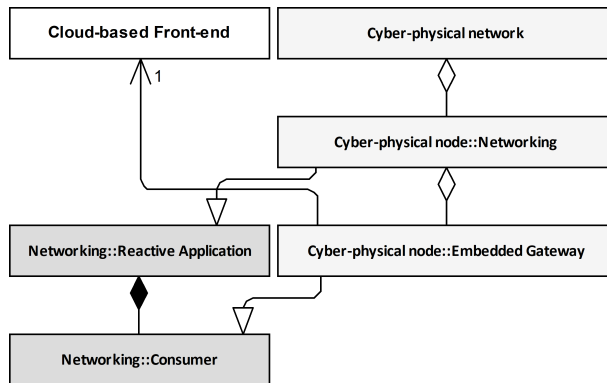 Cloud-based Front-end
Cyber-physical network
1
Cyber-physical node::Networking
Networking::Reactive Application
Cyber-physical node::Embedded Gateway
Networking::Consumer